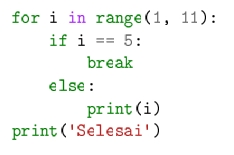 for i in range(1, 11):
    if i == 5:
        break
    else:
        print(i)
print('Selesai')